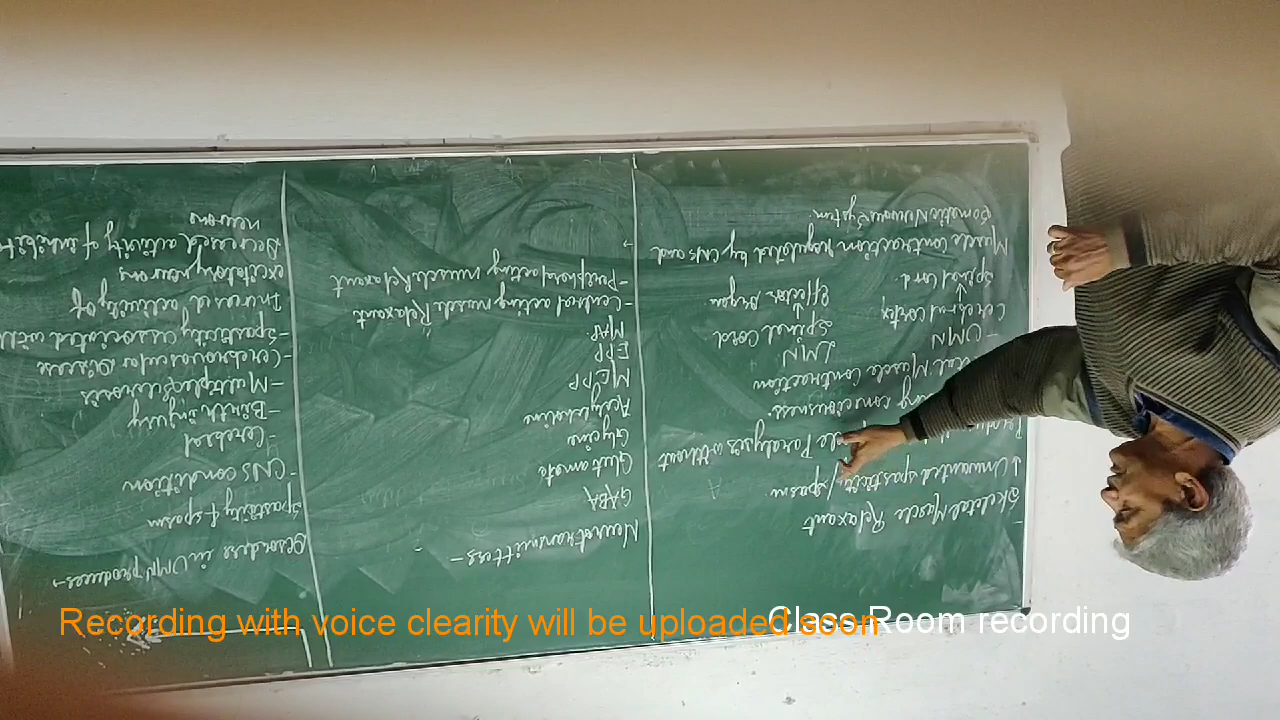 - Skeletal Muscle Relaxant
↓ Unwanted spasticity/spasm.
Muscle Paralysis without
consciousness.
Muscle Contraction
- UMN LMN
Cerebral cortex Spinal Cord
Spinal Cord. effector organ
Muscle Contraction Regulated by CNS and
Somatic Nervous System.
Neurotransmitters -
GABA
Glutamate
Glycine
Acetylcholine
MEPP
EPP
MAP.
- Central acting muscle Relaxant
- Peripheral acting muscle Relaxant
Disorders in UMN produces →
Spasticity & spasm
- CNS condition
- Cerebral
- Birth injury
- Multiple Sclerosis
- Cerebrovascular Disease
- Spasticity associated with
Increased activity of
excitatory neurons
Decreased activity of
neurons
Recording with voice clearity will be uploaded soon
Class Room recording